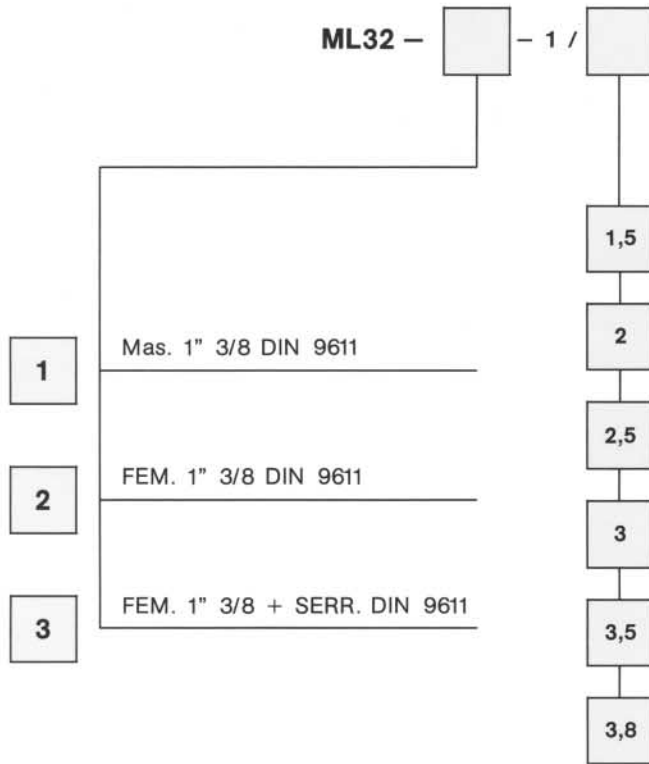 ML32 – - 1 /
1,5
2
1 Mas. 1" 3/8 DIN 9611
2,5
2 FEM. 1" 3/8 DIN 9611
3
3 FEM. 1" 3/8 + SERR. DIN 9611
3,5
3,8